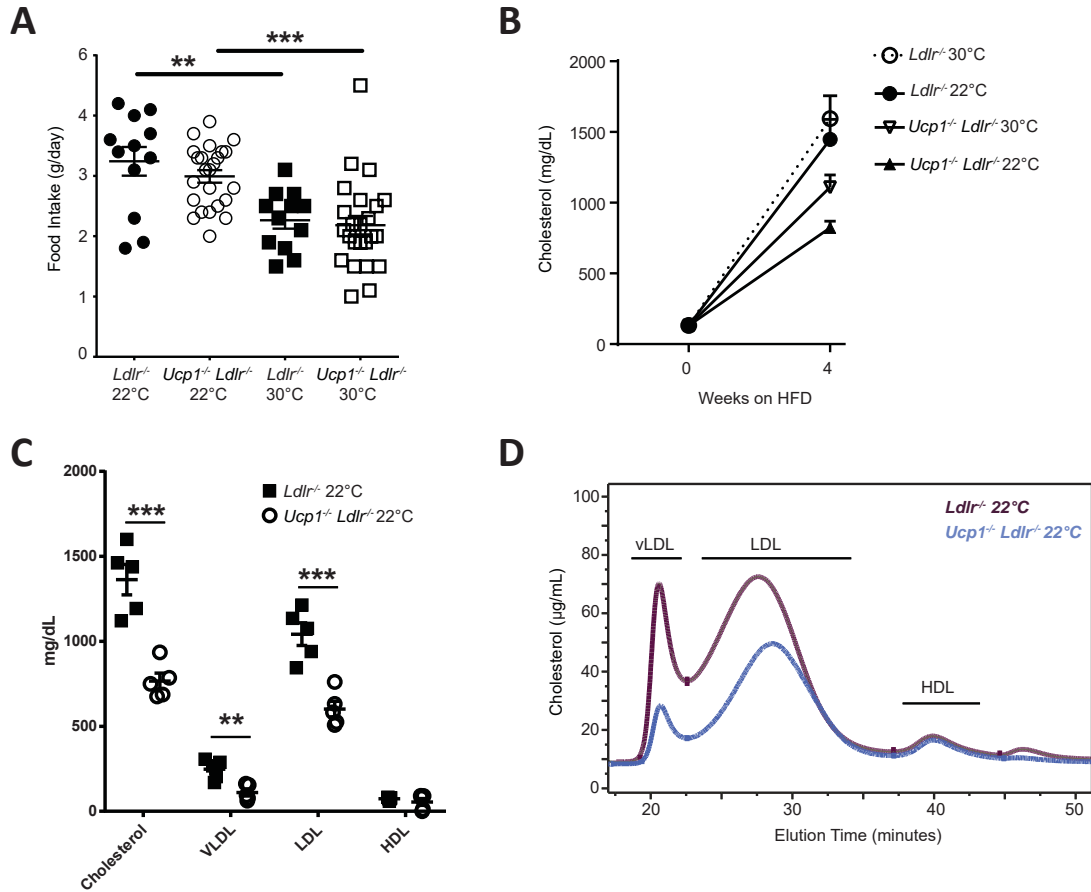 A
**
***
6
5
4
3
2
1
0
Food Intake (g/day)
Ldlr-/-
22°C
Ucp1-/- Ldlr-/-
22°C
Ldlr-/-
30°C
Ucp1-/- Ldlr-/-
30°C
B
2000
1500
1000
500
0
Cholesterol (mg/dL)
0
4
Weeks on HFD
Ldlr-/- 30°C
Ldlr-/- 22°C
Ucp1-/- Ldlr-/- 30°C
Ucp1-/- Ldlr-/- 22°C
C
2000
1500
1000
500
0
mg/dL
Ldlr-/- 22°C
Ucp1-/- Ldlr-/- 22°C
***
**
***
Cholesterol
VLDL
LDL
HDL
D
100
80
60
40
20
0
Cholesterol (µg/mL)
Ldlr-/- 22°C
Ucp1-/- Ldlr-/- 22°C
vLDL
LDL
HDL
20
30
40
50
Elution Time (minutes)